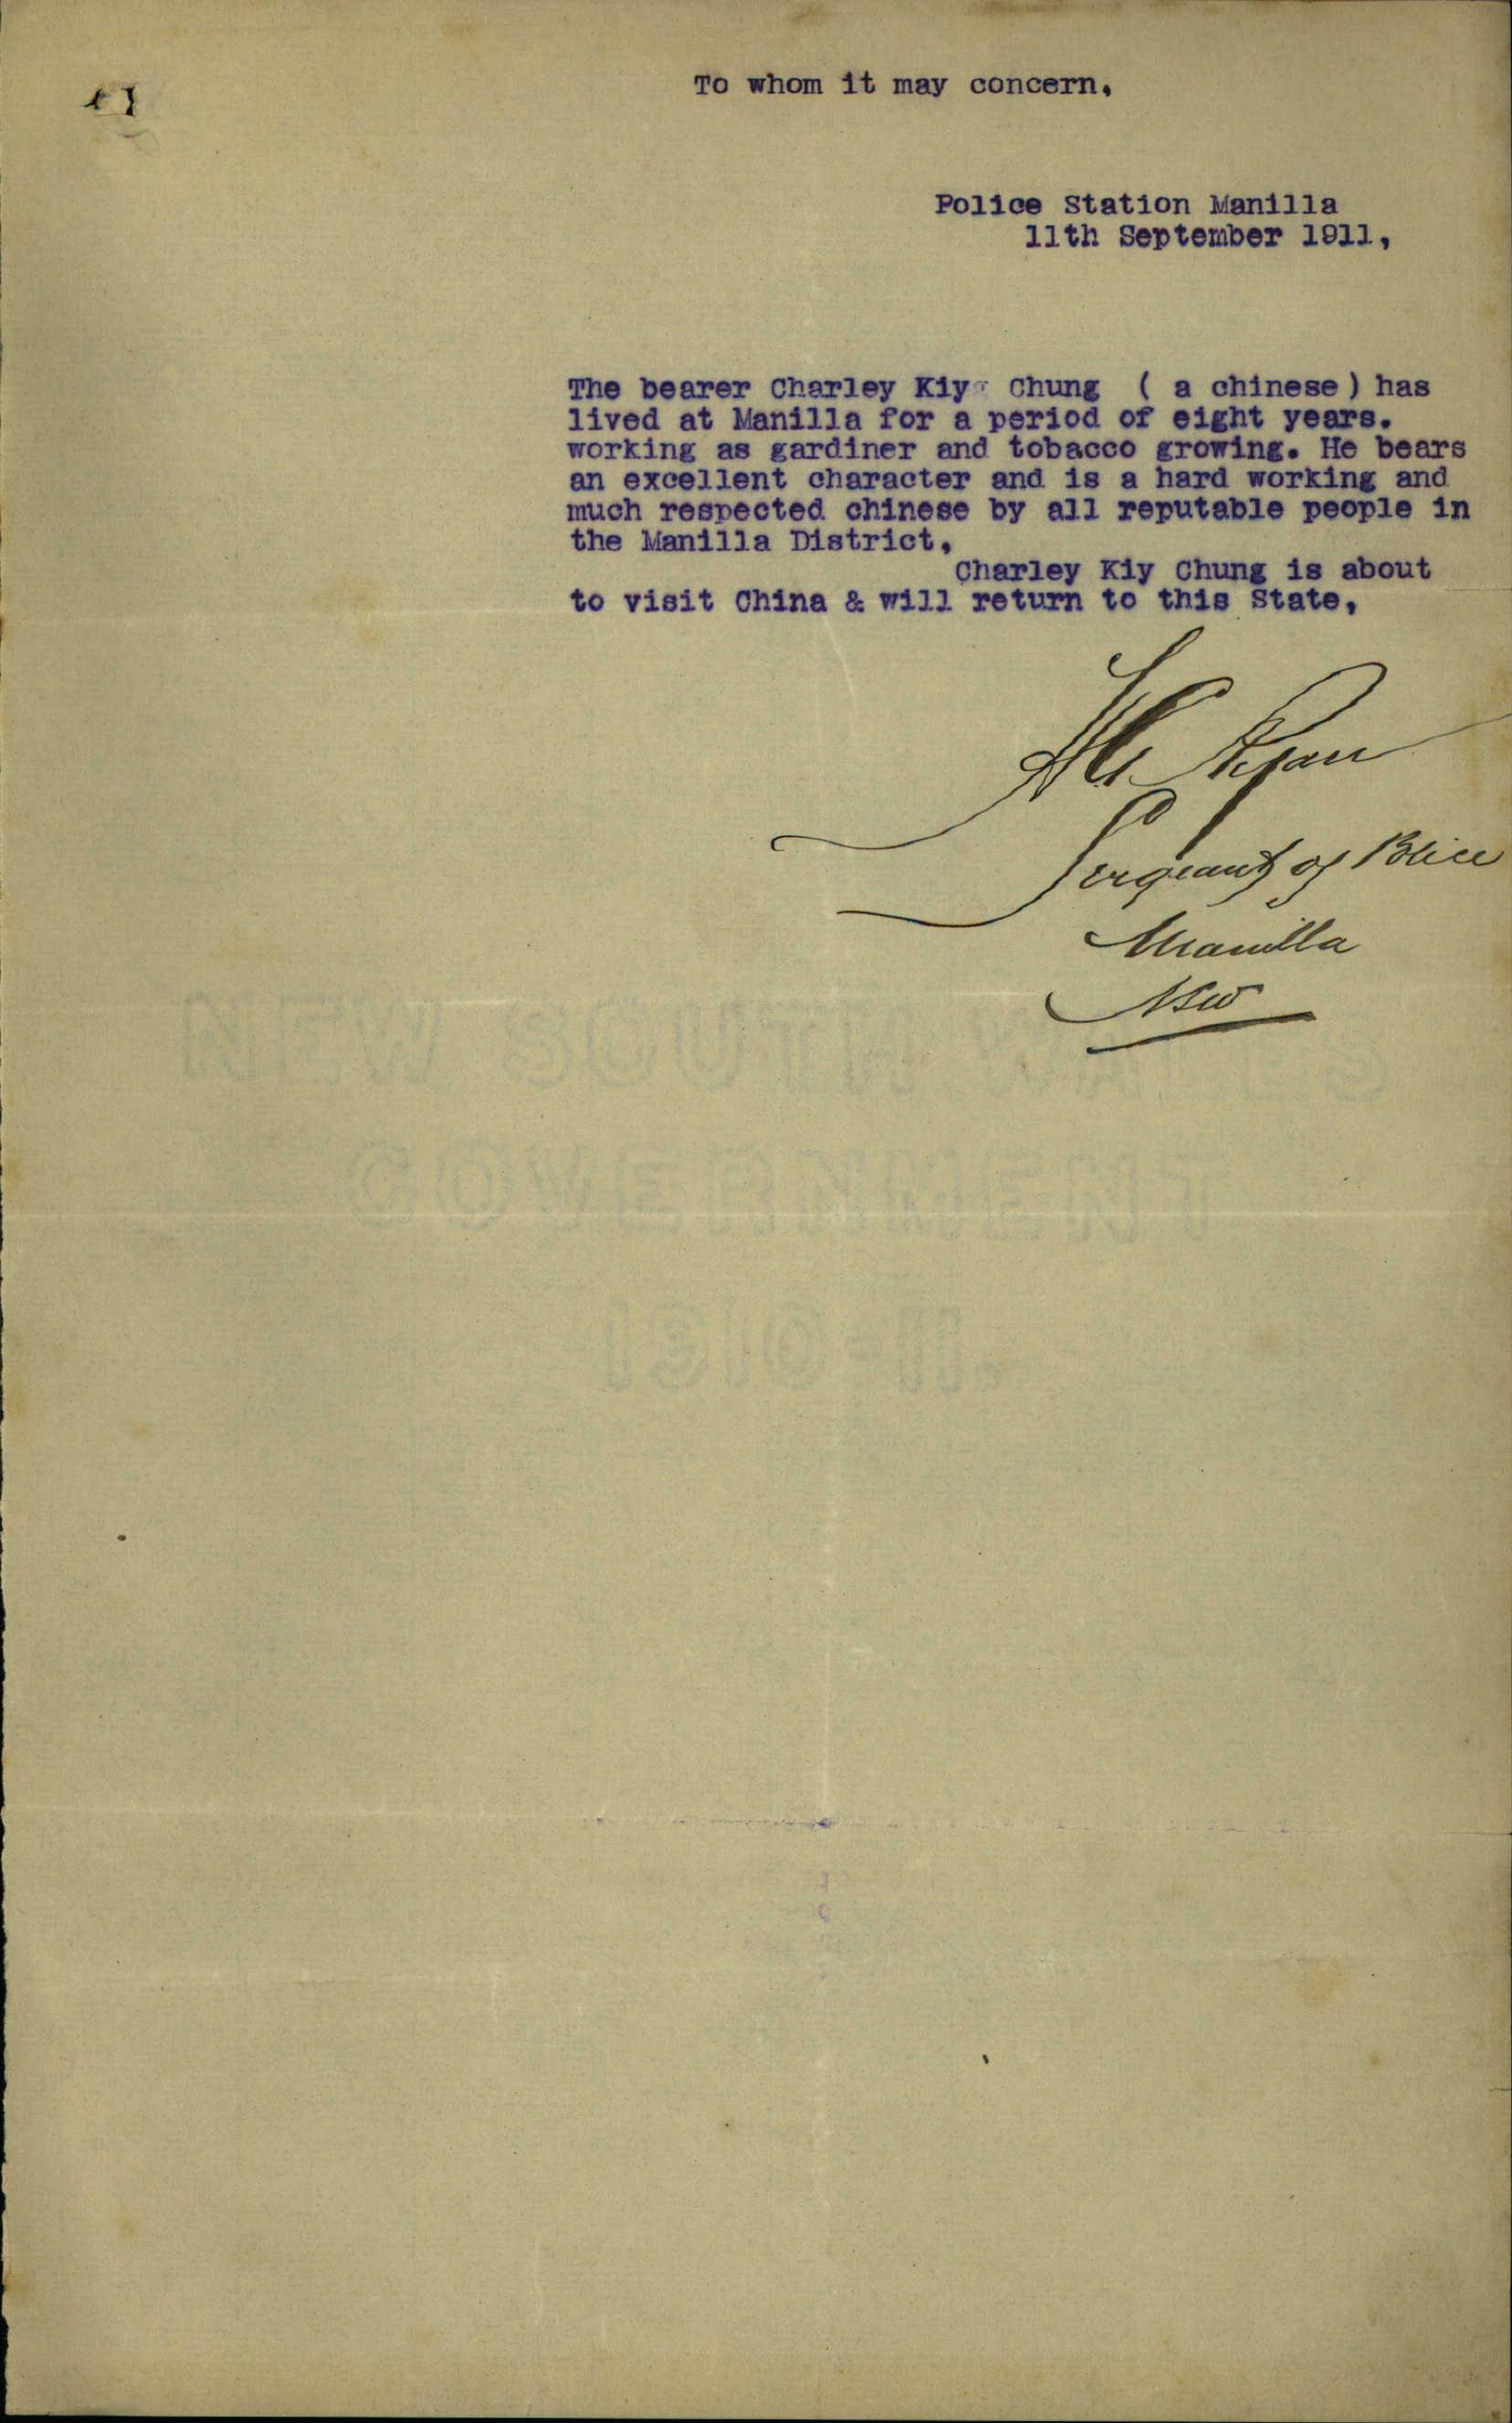 To whom it may concern,
Police Station Manilla
11th September 1911,
The bearer Charley Kiy Chung ( a chinese ) has
lived at Manilla for a period of eight years.
working as gardiner and tobacco growing. He bears
an excellent character and is a hard working and
much respected chinese by all reputable people in
the Manilla District,
Charley Kiy Chung is about
to visit China & will return to this State,
Ryan
Sergeant of Police
Manilla
NSW
NEW SOUTH WALES
GOVERNMENT
1910-11.